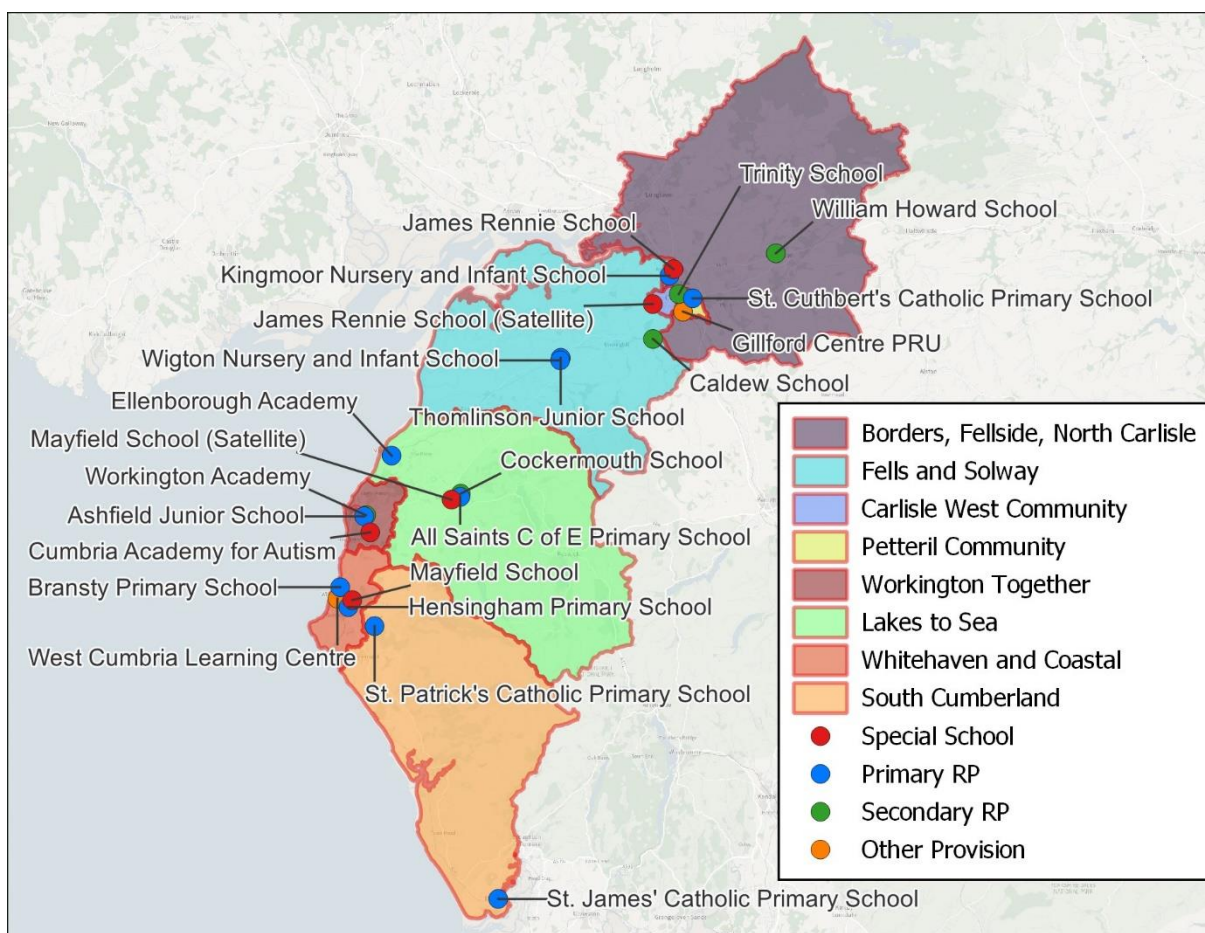 Trinity School
William Howard School
James Rennie School
Kingmoor Nursery and Infant School
St. Cuthbert's Catholic Primary School
James Rennie School (Satellite)
Gillford Centre PRU
Wigton Nursery and Infant School
Caldew School
Ellenborough Academy
Thomlinson Junior School
Mayfield School (Satellite)
Cockermouth School
Workington Academy
Ashfield Junior School
All Saints C of E Primary School
Cumbria Academy for Autism
Mayfield School
Bransty Primary School
Hensingham Primary School
West Cumbria Learning Centre
St. Patrick's Catholic Primary School
St. James' Catholic Primary School
Borders, Fellside, North Carlisle
Fells and Solway
Carlisle West Community
Petteril Community
Workington Together
Lakes to Sea
Whitehaven and Coastal
South Cumberland
Special School
Primary RP
Secondary RP
Other Provision